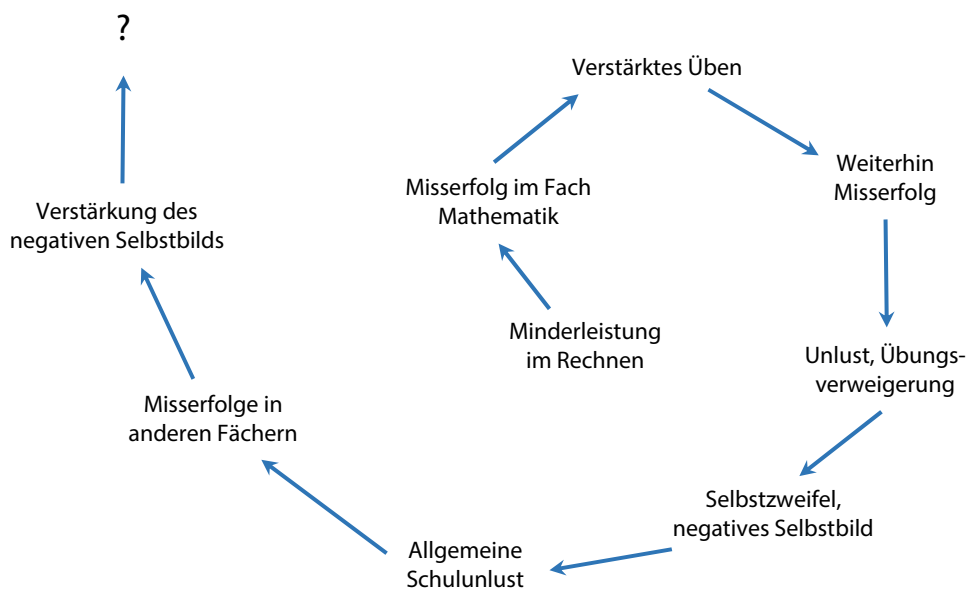 ?
Verstärktes Üben
Weiterhin
Misserfolg
Misserfolg im Fach
Mathematik
Verstärkung des
negativen Selbstbilds
Minderleistung
im Rechnen
Unlust, Übungs-
verweigerung
Misserfolge in
anderen Fächern
Selbstzweifel,
negatives Selbstbild
Allgemeine
Schulunlust